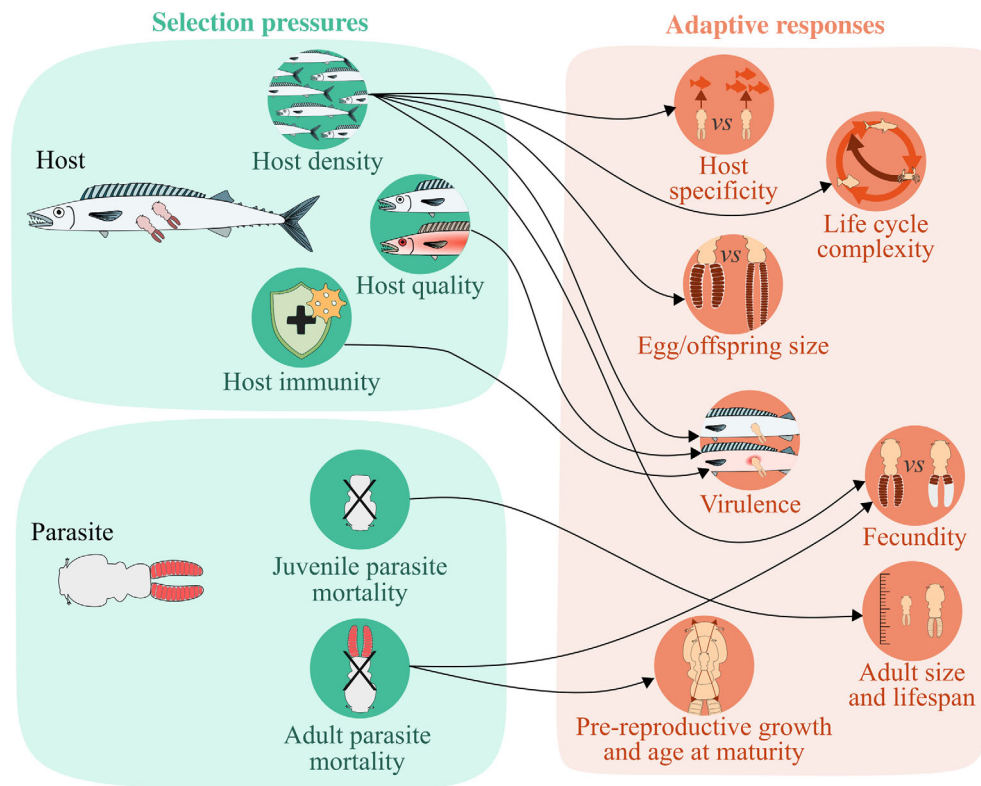 Selection pressures
Host
Host density
Host quality
Host immunity
Parasite
Juvenile parasite
mortality
Adult parasite
mortality
Adaptive responses
vs
Host
specificity
Life cycle
complexity
vs
Egg/offspring size
Virulence
vs
Fecundity
Adult size
and lifespan
Pre-reproductive growth
and age at maturity